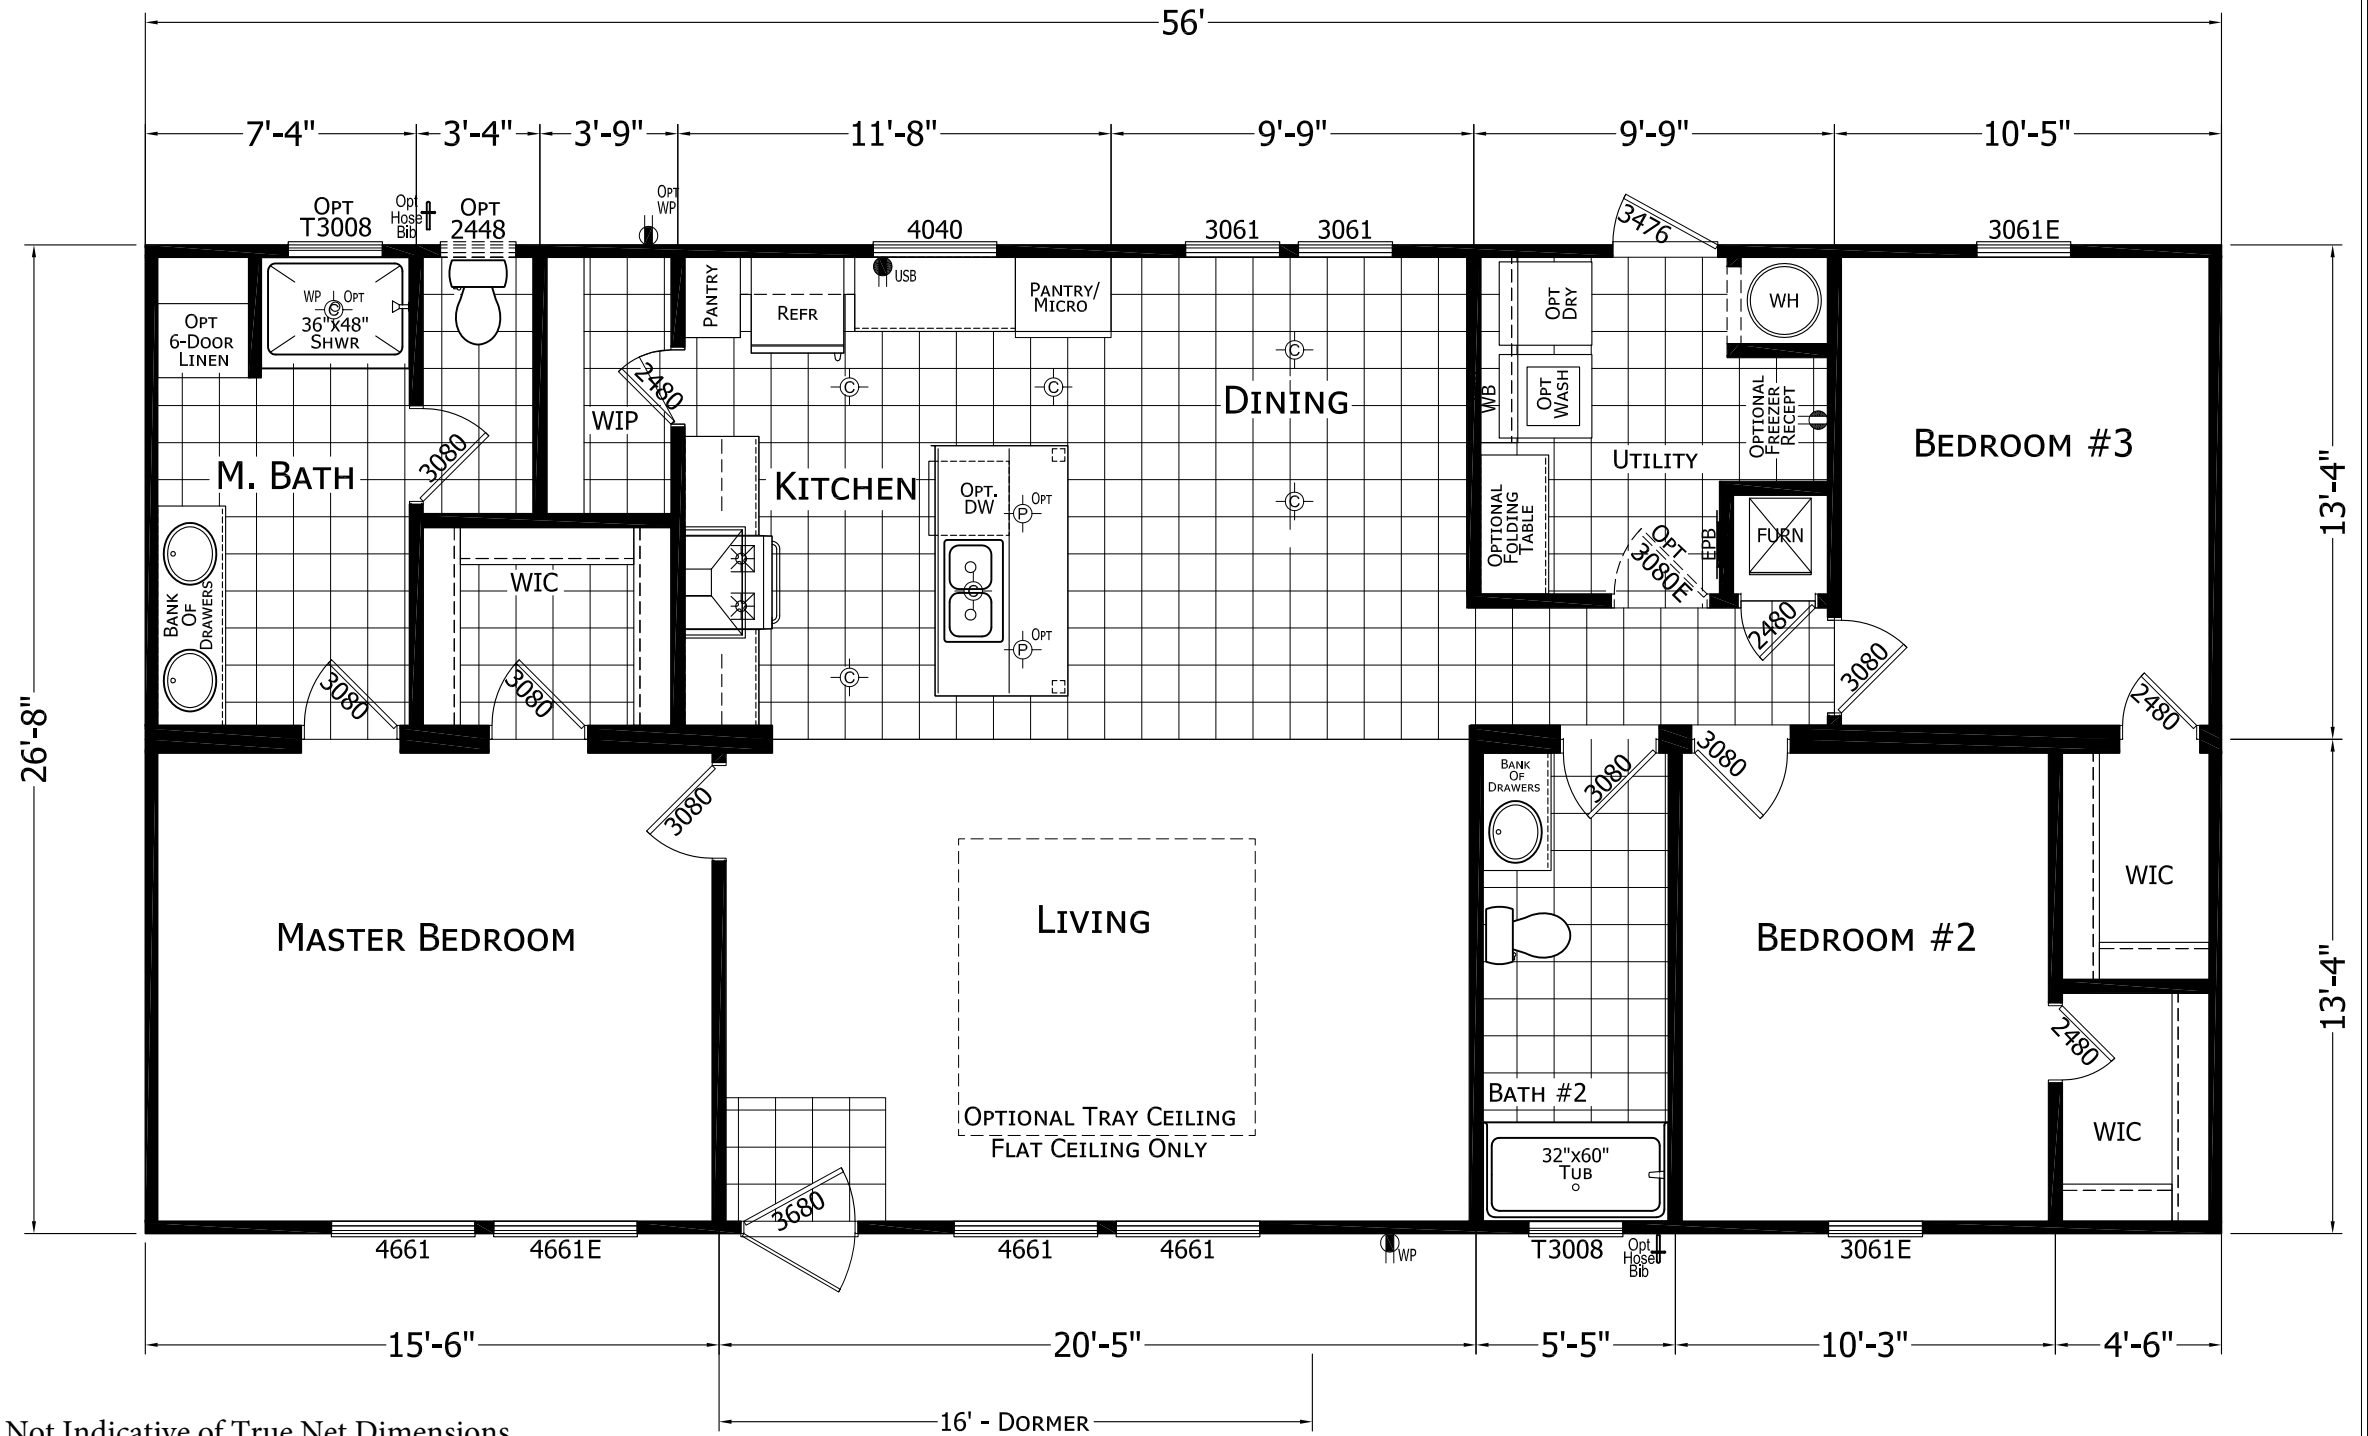 56'
7'-4" 3'-4" 3'-9" 11'-8" 9'-9" 9'-9" 10'-5"
OPT
T3008
Opt
Hose
Bib
OPT
2448
OPT
WP
4040
3061
3061
3476
3061E
USB
WP OPT
C
36"x48"
SHWR
OPT
6-DOOR
LINEN
PANTRY
REFR
PANTRY/
MICRO
OPT
DRY
WH
C
C
C
2480
WIP
DINING
WB
OPT
WASH
OPTIONAL
FREEZER
RECEPT
BEDROOM #3
3080
M. BATH
KITCHEN
OPT.
DW
OPT
P
C
UTILITY
OPTIONAL
FOLDING
TABLE
OPT
3080E
EPB
FURN
13'-4"
WIC
C
BANK
OF
DRAWERS
OPT
P
C
2480
3080
3080
3080
2480
26'-8"
3080
BANK
OF
DRAWERS
3080
3080
WIC
MASTER BEDROOM
LIVING
BEDROOM #2
13'-4"
2480
BATH #2
OPTIONAL TRAY CEILING
FLAT CEILING ONLY
WIC
32"x60"
TUB
3680
4661
4661E
4661
4661
WP
T3008
Opt
Hose
Bib
3061E
15'-6" 20'-5" 5'-5" 10'-3" 4'-6"
16' - DORMER
Not Indicative of True Net Dimensions